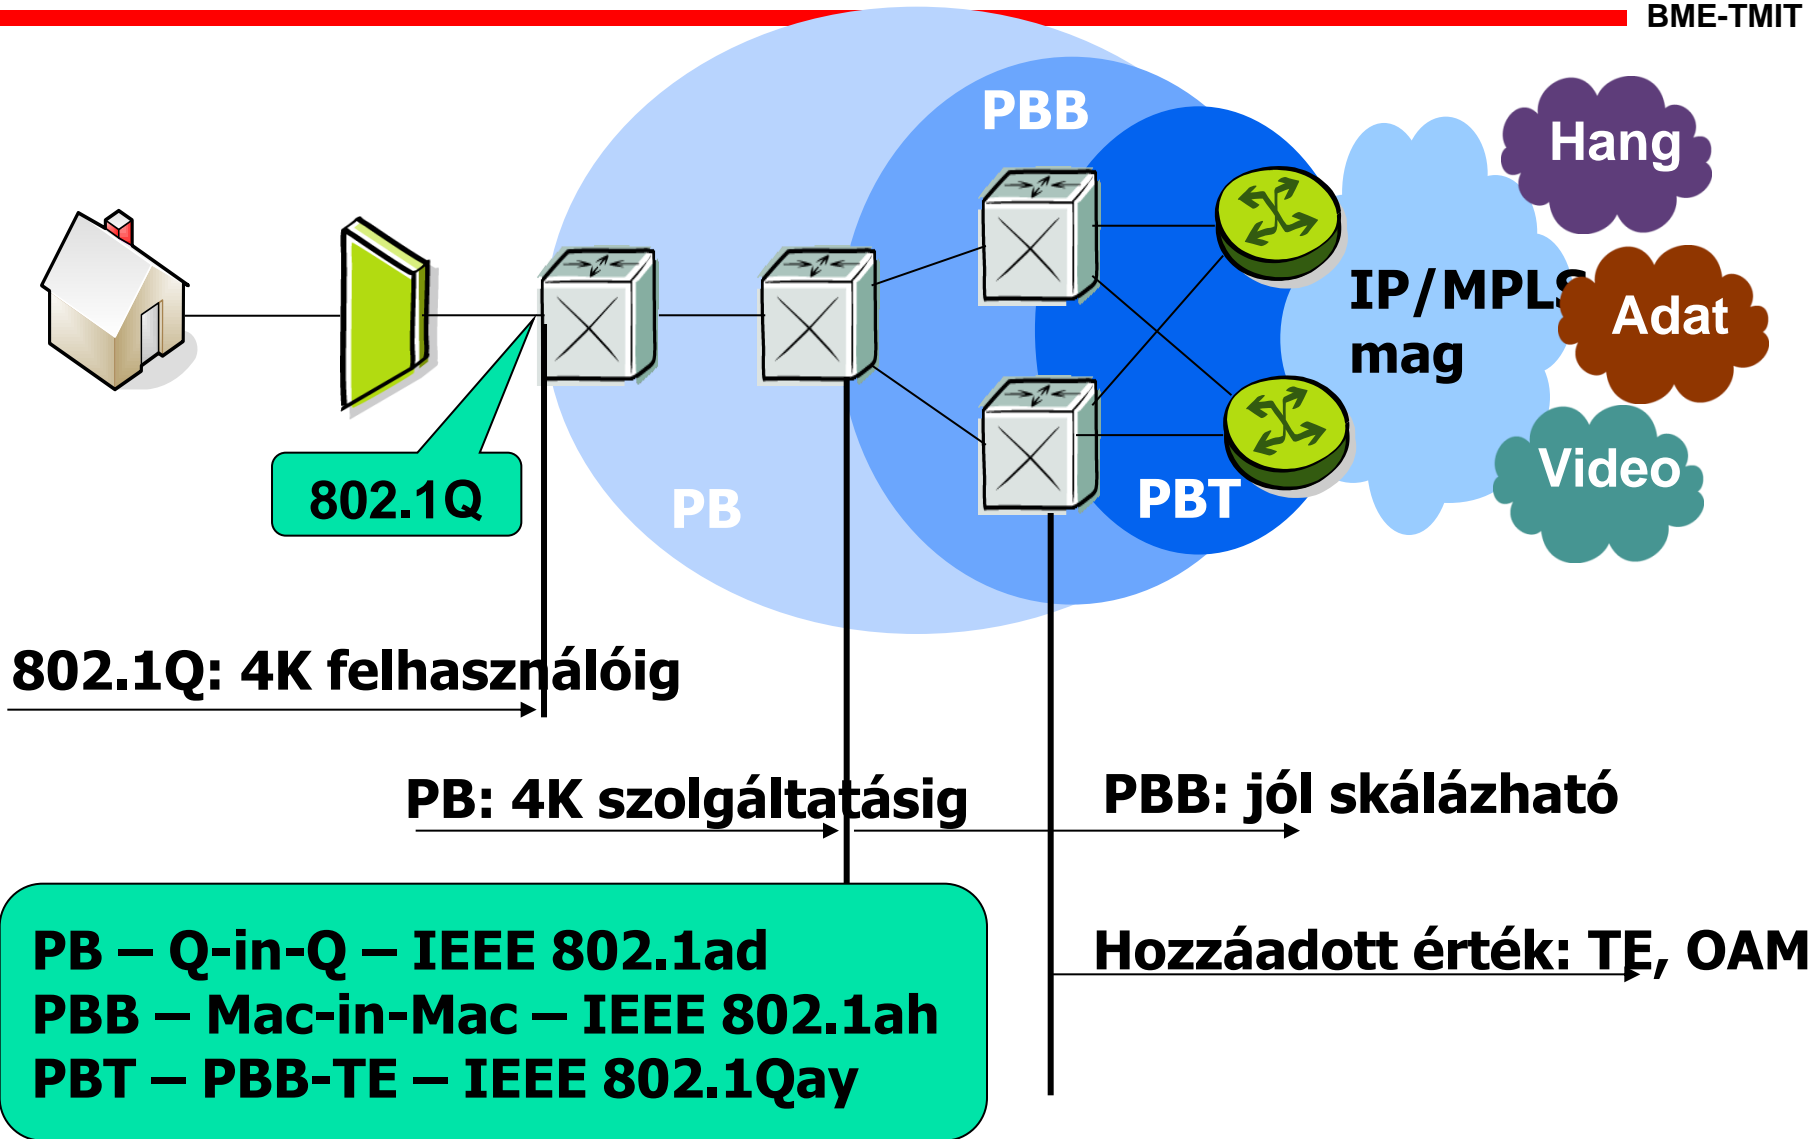 BME-TMIT
PBB
Hang
IP/MPLS
mag
Adat
Video
802.1Q
PB
PBT
802.1Q: 4K felhasználóig
PB: 4K szolgáltatásig
PBB: jól skálázható
Hozzáadott érték: TE, OAM
PB – Q-in-Q – IEEE 802.1ad
PBB – Mac-in-Mac – IEEE 802.1ah
PBT – PBB-TE – IEEE 802.1Qay